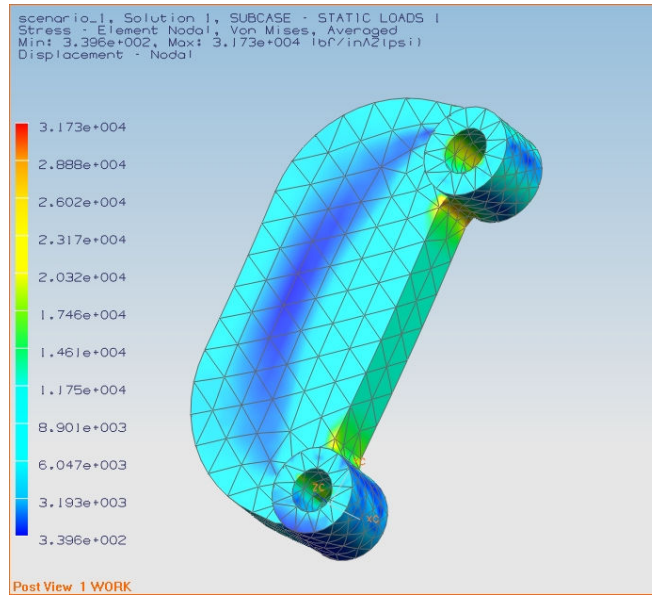 scenario_1, Solution 1, SUBCASE - STATIC LOADS 1
Stress - Element Nodal, Von Mises, Averaged
Min: 3.396e+002, Max: 3.173e+004 lbf/in^2(psi)
Displacement - Nodal
3.173e+004
2.888e+004
2.602e+004
2.317e+004
2.032e+004
1.746e+004
1.461e+004
1.175e+004
8.901e+003
6.047e+003
3.193e+003
3.396e+002
ZC
XC
Post View 1 WORK